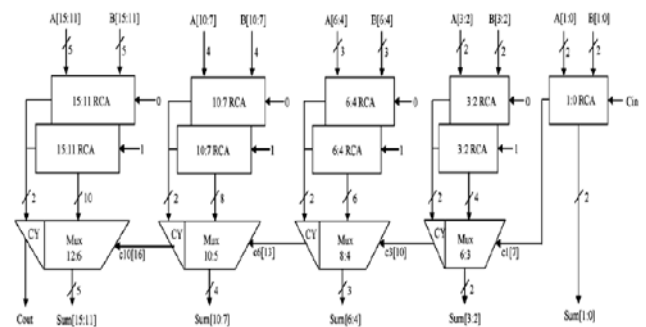 A[15:11] B[15:11] A[10:7] B[10:7] A[6:4] B[6:4] A[3:2] B[3:2] A[1:0] B[1:0]
5 5 4 4 3 3 2 2 2 2
15:11 RCA 0 10:7 RCA 0 6:4 RCA 0 3:2 RCA 0 1:0 RCA Cin
15:11 RCA 1 10:7 RCA 1 6:4 RCA 1 3:2 RCA 1
2 10 2 8 2 6 2 4 2
CY Mux 12:6 c10[16] CY Mux 10:5 c6[13] CY Mux 8:4 c3[10] CY Mux 6:3 c1[7]
5 4 3 2
Cout Sum[15:11] Sum[10:7] Sum[6:4] Sum[3:2] Sum[1:0]